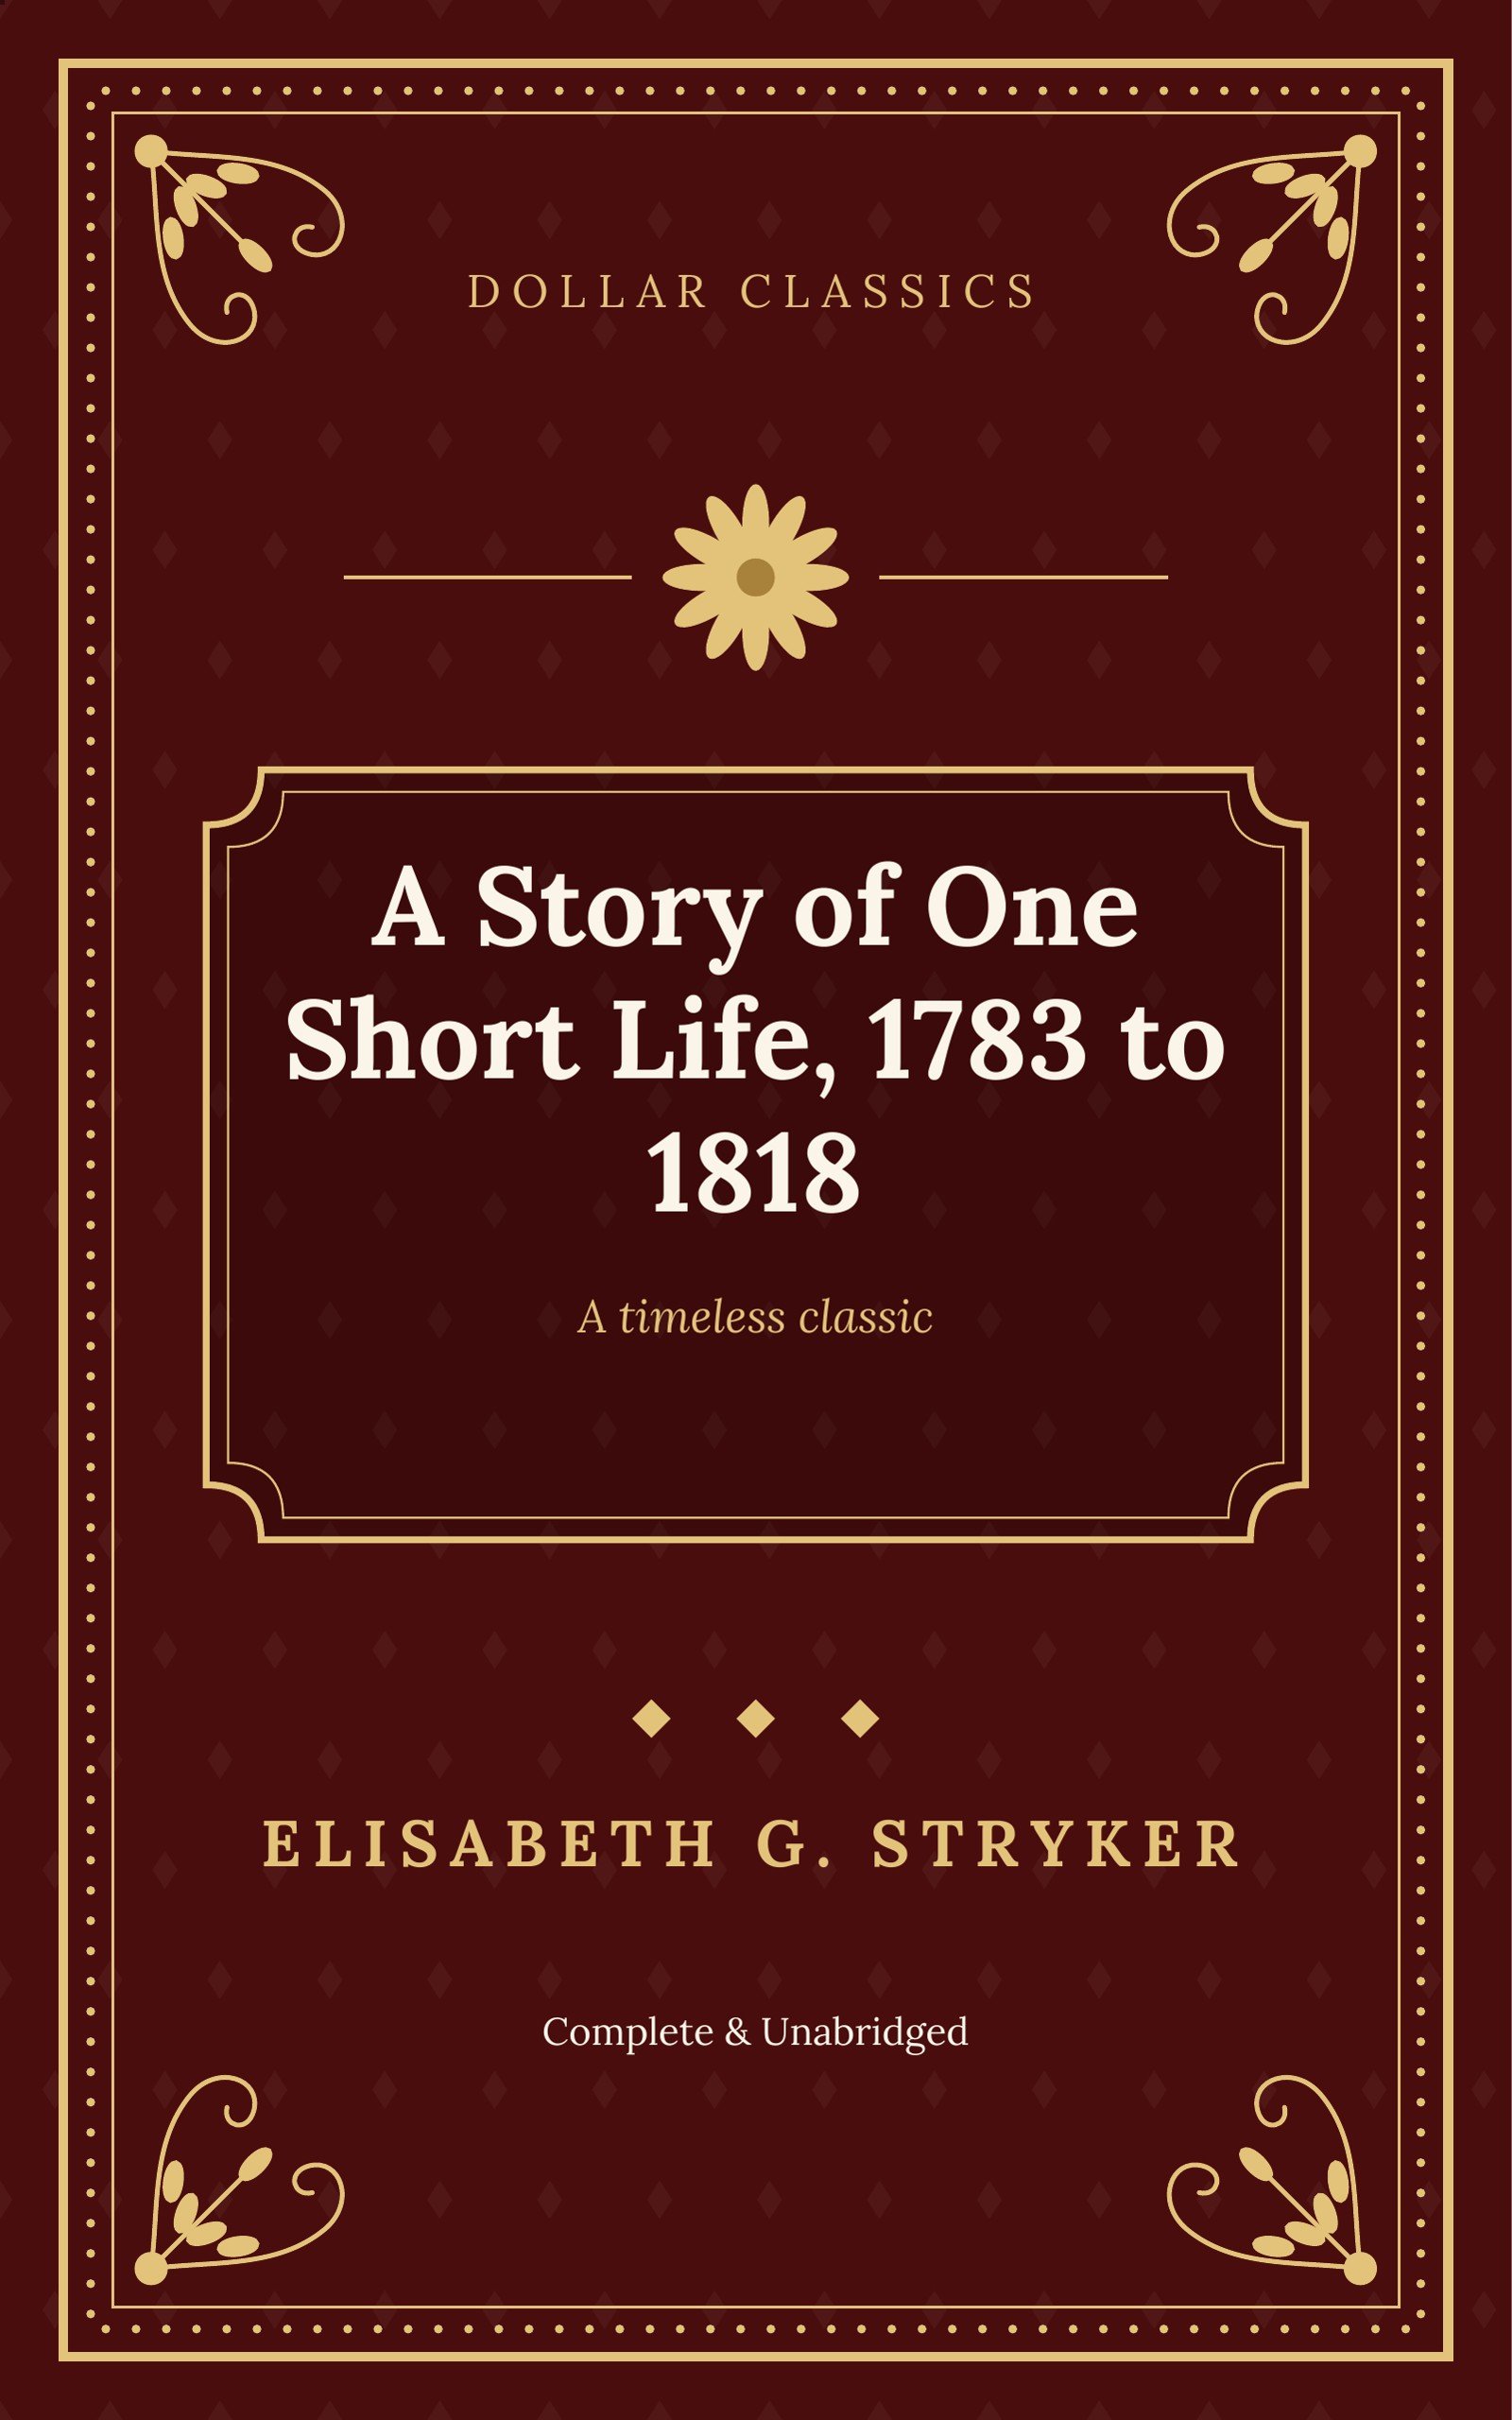 DOLLAR CLASSICS
A Story of One
Short Life, 1783 to
1818
A timeless classic
ELISABETH G. STRYKER
Complete & Unabridged